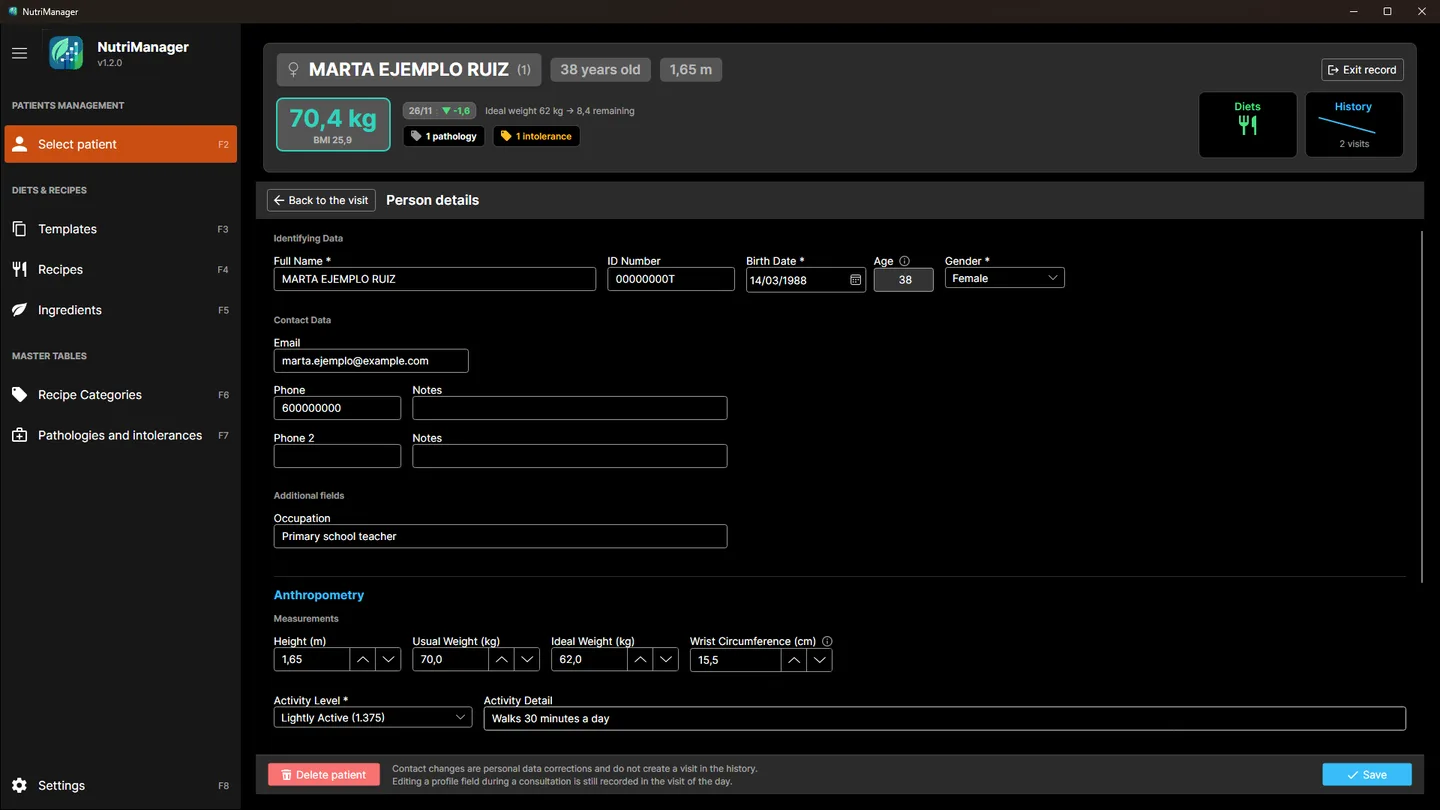 NutriManager
NutriManager
v1.2.0
PATIENTS MANAGEMENT
Select patient F2
DIETS & RECIPES
Templates F3
Recipes F4
Ingredients F5
MASTER TABLES
Recipe Categories F6
Pathologies and intolerances F7
Settings F8
MARTA EJEMPLO RUIZ (1) 38 years old 1,65 m
Exit record
70,4 kg
BMI 25,9
26/11 ▼ -1,6 Ideal weight 62 kg → 8,4 remaining
1 pathology 1 intolerance
Diets
History
2 visits
Back to the visit Person details
Identifying Data
Full Name * ID Number Birth Date * Age Gender *
MARTA EJEMPLO RUIZ 00000000T 14/03/1988 38 Female
Contact Data
Email
marta.ejemplo@example.com
Phone Notes
600000000
Phone 2 Notes
Additional fields
Occupation
Primary school teacher
Anthropometry
Measurements
Height (m) Usual Weight (kg) Ideal Weight (kg) Wrist Circumference (cm)
1,65 70,0 62,0 15,5
Activity Level * Activity Detail
Lightly Active (1.375) Walks 30 minutes a day
Delete patient
Contact changes are personal data corrections and do not create a visit in the history.
Editing a profile field during a consultation is still recorded in the visit of the day.
Save